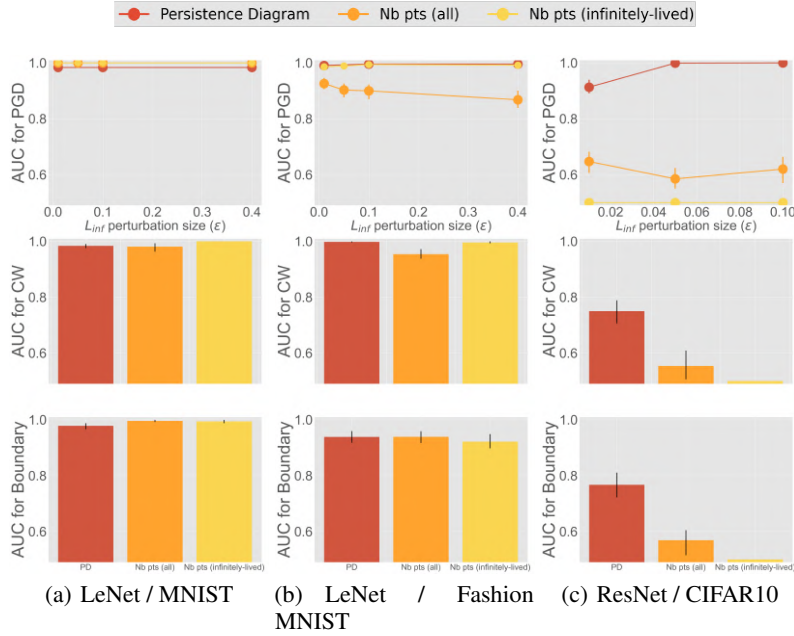 Persistence Diagram Nb pts (all) Nb pts (infinitely-lived)
AUC for PGD
1.0
0.8
0.6
0.0 0.1 0.2 0.3 0.4
L_inf perturbation size (ε)
AUC for PGD
1.0
0.8
0.6
0.0 0.1 0.2 0.3 0.4
L_inf perturbation size (ε)
AUC for PGD
1.0
0.8
0.6
0.02 0.04 0.06 0.08 0.10
L_inf perturbation size (ε)
AUC for CW
1.0
0.8
0.6
AUC for CW
1.0
0.8
0.6
AUC for CW
1.0
0.8
0.6
AUC for Boundary
1.0
0.8
0.6
PD Nb pts (all) Nb pts (infinitely-lived)
AUC for Boundary
1.0
0.8
0.6
PD Nb pts (all) Nb pts (infinitely-lived)
AUC for Boundary
1.0
0.8
0.6
PD Nb pts (all) Nb pts (infinitely-lived)
(a) LeNet / MNIST
(b) LeNet / Fashion
MNIST
(c) ResNet / CIFAR10